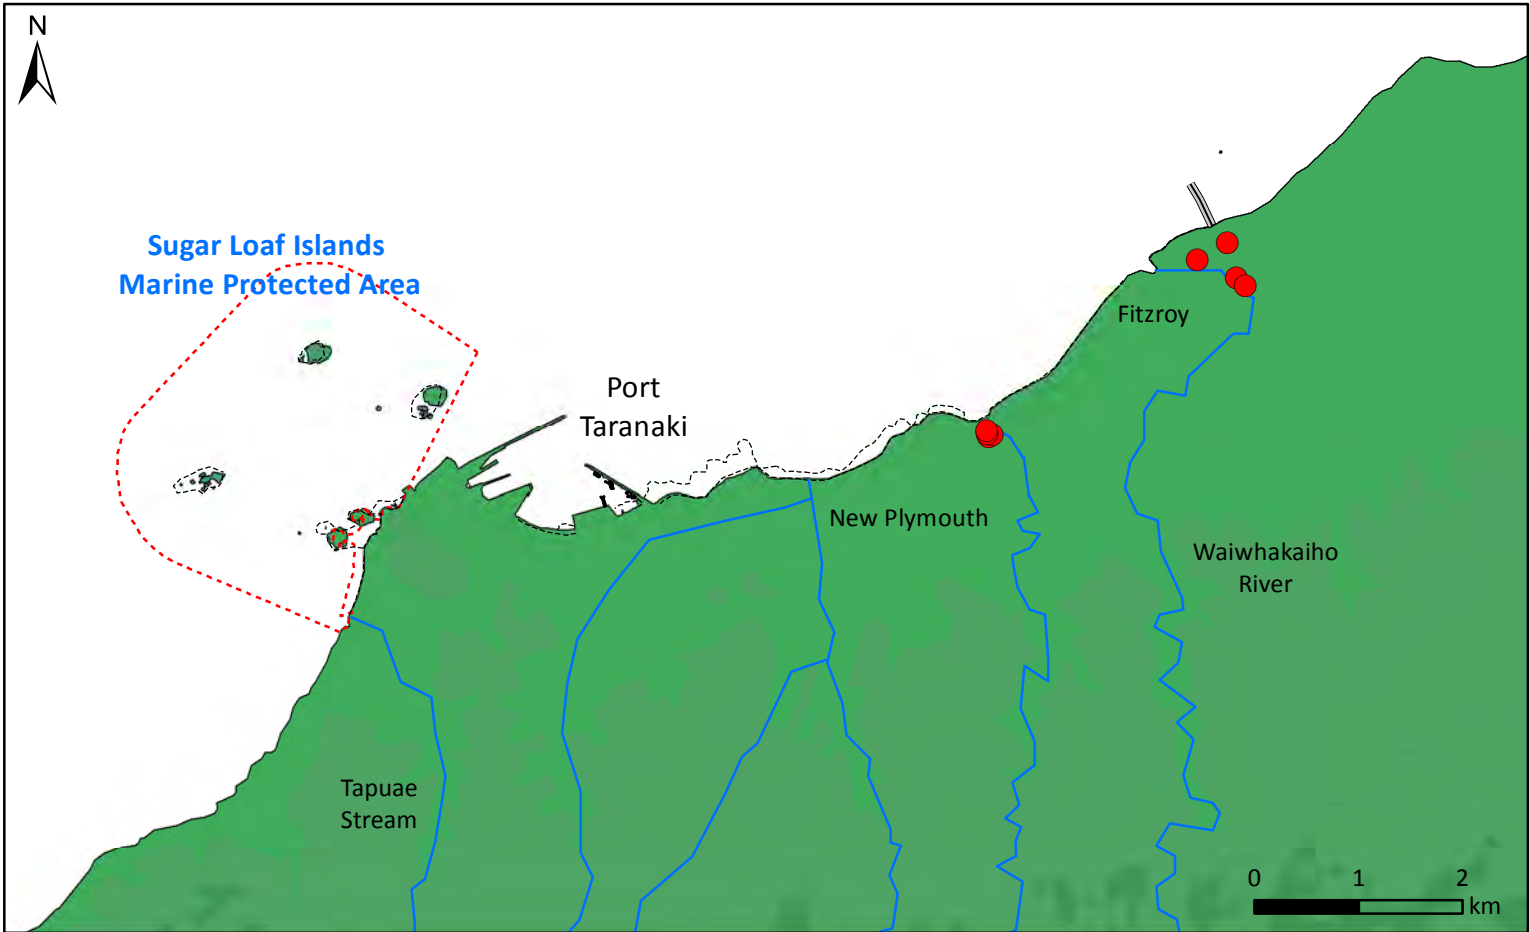 N
Sugar Loaf Islands
Marine Protected Area
Fitzroy
Port
Taranaki
New Plymouth
Waiwhakaiho
River
Tapuae
Stream
0 1 2
km